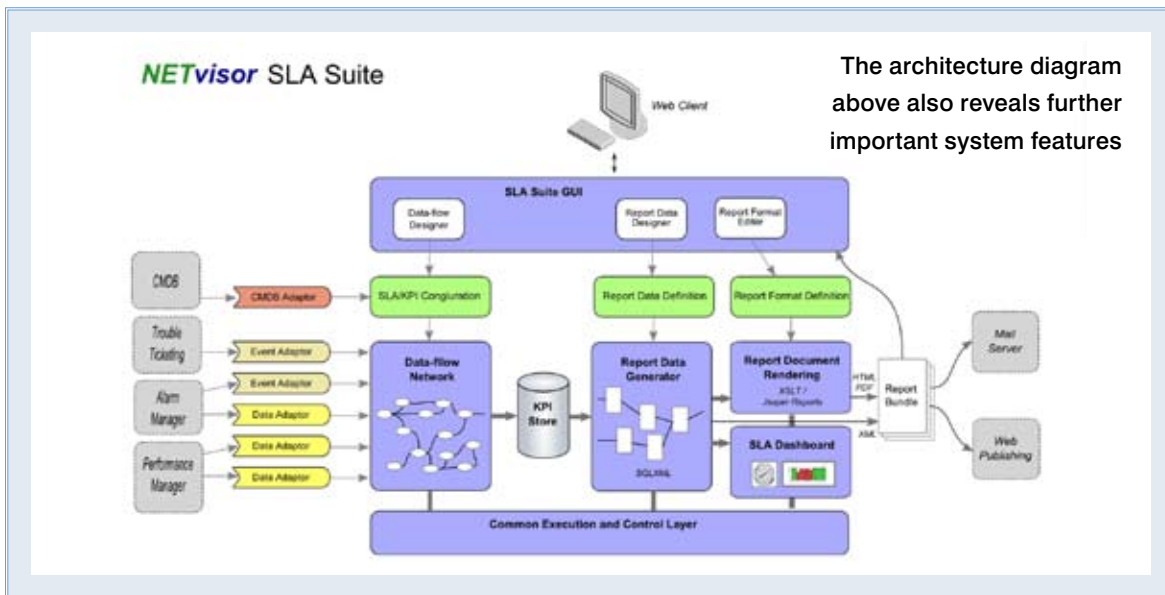 NETvisor SLA Suite
The architecture diagram
above also reveals further
important system features
Web Client
SLA Suite GUI
Data-flow
Designer
Report Data
Designer
Report Format
Editer
CMDB
CMDB Adaptor
SLA/KPI Congluration
Report Data Definition
Report Format Definition
Trouble
Ticketing
Event Adaptor
Alarm
Manager
Event Adaptor
Data Adaptor
Performance
Manager
Data Adaptor
Data Adaptor
Data-flow
Network
KPI
Store
Report Data
Generator
SQL/XML
Report Document
Rendering
XSLT /
Jasper Reports
SLA Dashboard
HTML
PDF
XML
Report
Bundle
Mail
Server
Web
Publishing
Common Execution and Control Layer